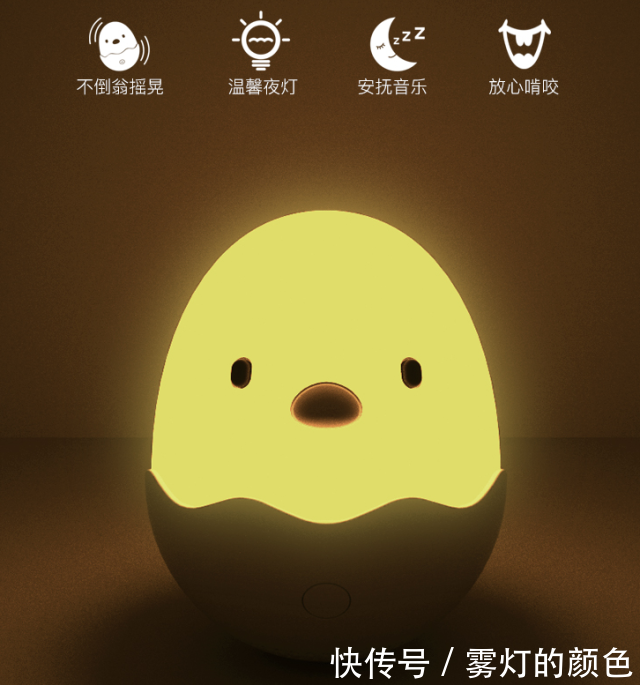 不倒翁摇晃
温馨夜灯
安抚音乐
放心啃咬
快传号 / 雾灯的颜色